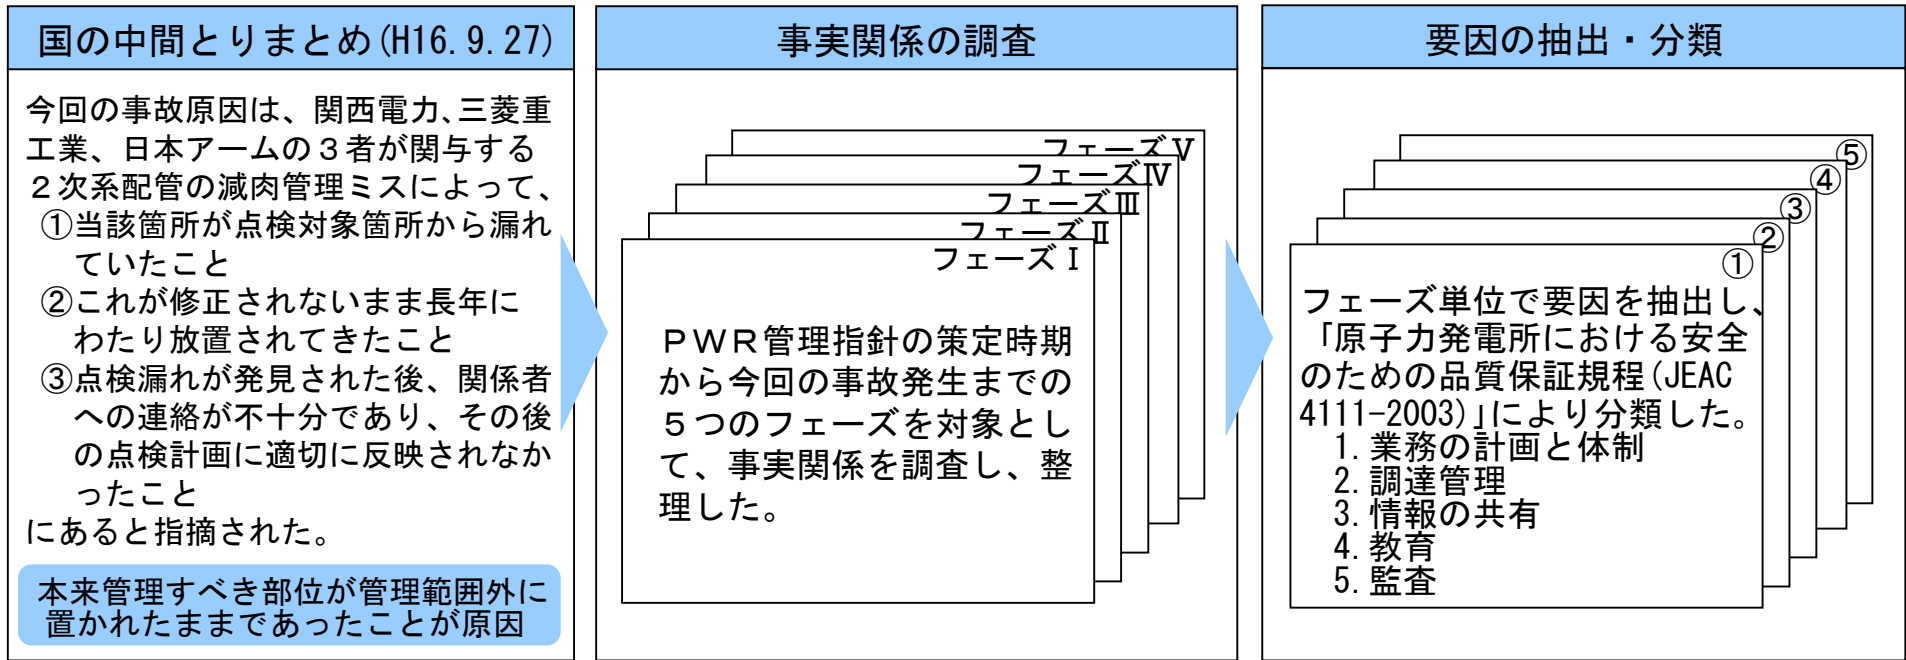 国の中間とりまとめ(H16.9.27)
今回の事故原因は、関西電力、三菱重
工業、日本アームの３者が関与する
２次系配管の減肉管理ミスによって、
①当該箇所が点検対象箇所から漏れ
ていたこと
②これが修正されないまま長年に
わたり放置されてきたこと
③点検漏れが発見された後、関係者
への連絡が不十分であり、その後
の点検計画に適切に反映されなか
ったこと
にあると指摘された。
本来管理すべき部位が管理範囲外に
置かれたままであったことが原因
事実関係の調査
フェーズⅤ
フェーズⅣ
フェーズⅢ
フェーズⅡ
フェーズⅠ
ＰＷＲ管理指針の策定時期
から今回の事故発生までの
５つのフェーズを対象とし
て、事実関係を調査し、整
理した。
要因の抽出・分類
⑤
④
③
②
①
フェーズ単位で要因を抽出し、
「原子力発電所における安全
のための品質保証規程(JEAC
4111-2003)」により分類した。
1.業務の計画と体制
2.調達管理
3.情報の共有
4.教育
5.監査